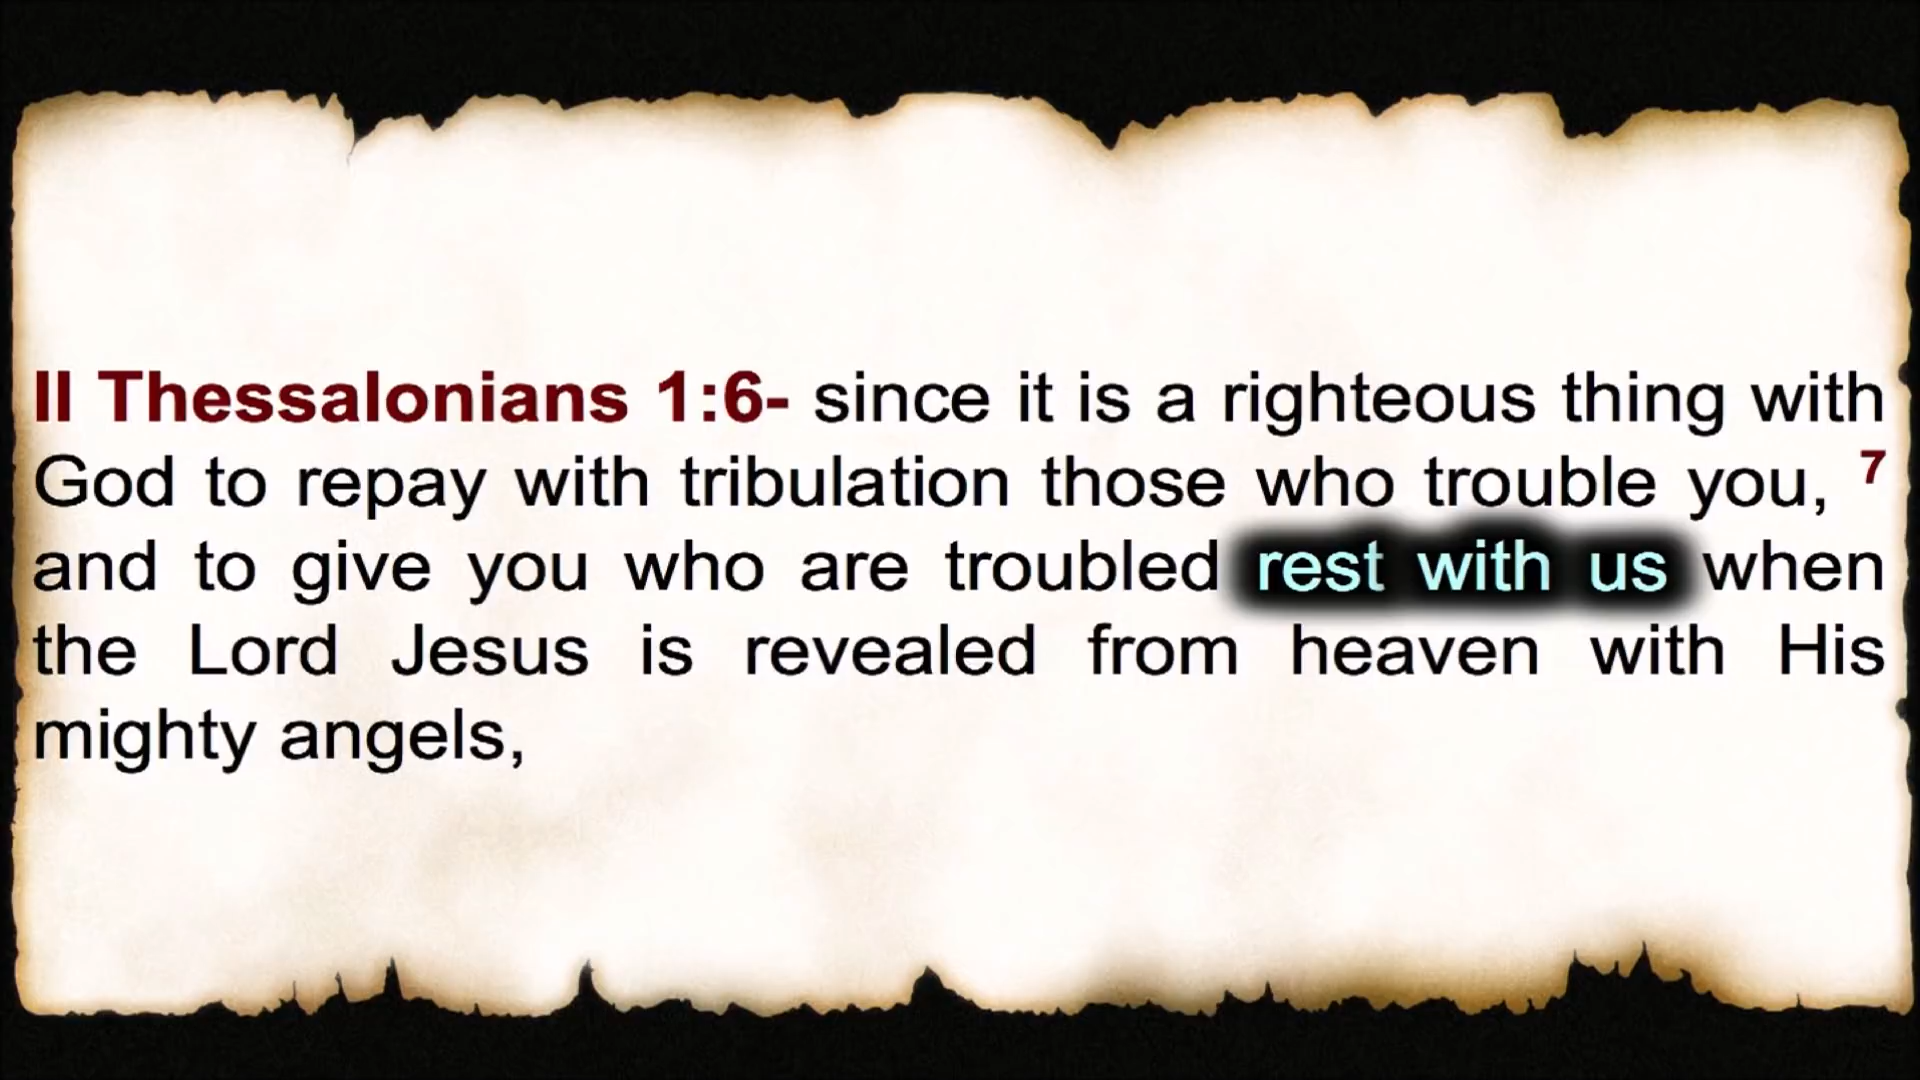 II Thessalonians 1:6- since it is a righteous thing with
God to repay with tribulation those who trouble you, 7
and to give you who are troubled rest with us when
the Lord Jesus is revealed from heaven with His
mighty angels,